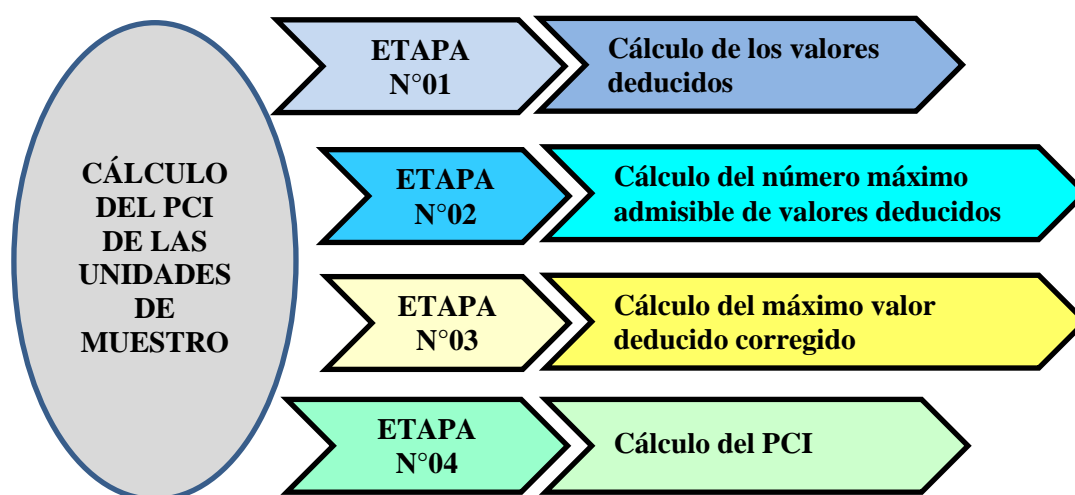 CÁLCULO
DEL PCI
DE LAS
UNIDADES
DE
MUESTRO
ETAPA
N°01
Cálculo de los valores
deducidos
ETAPA
N°02
Cálculo del número máximo
admisible de valores deducidos
ETAPA
N°03
Cálculo del máximo valor
deducido corregido
ETAPA
N°04
Cálculo del PCI